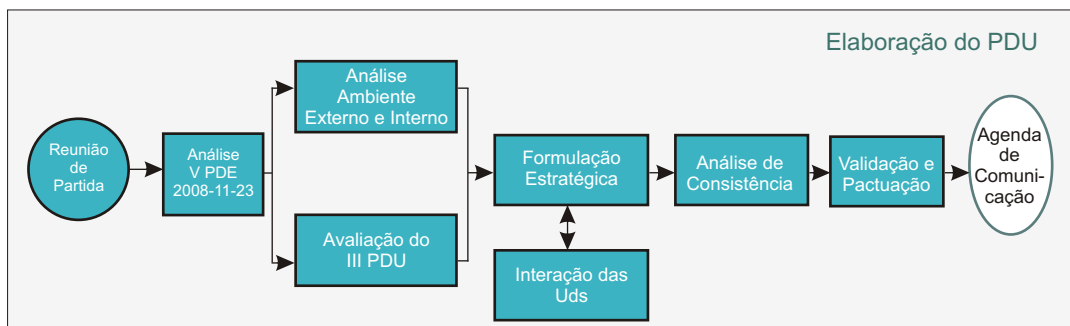 Elaboração do PDU
Reunião
de
Partida
Análise
V PDE
2008-11-23
Análise
Ambiente
Externo e Interno
Avaliação do
III PDU
Formulação
Estratégica
Interação das
Uds
Análise de
Consistência
Validação e
Pactuação
Agenda
de
Comuni-
cação